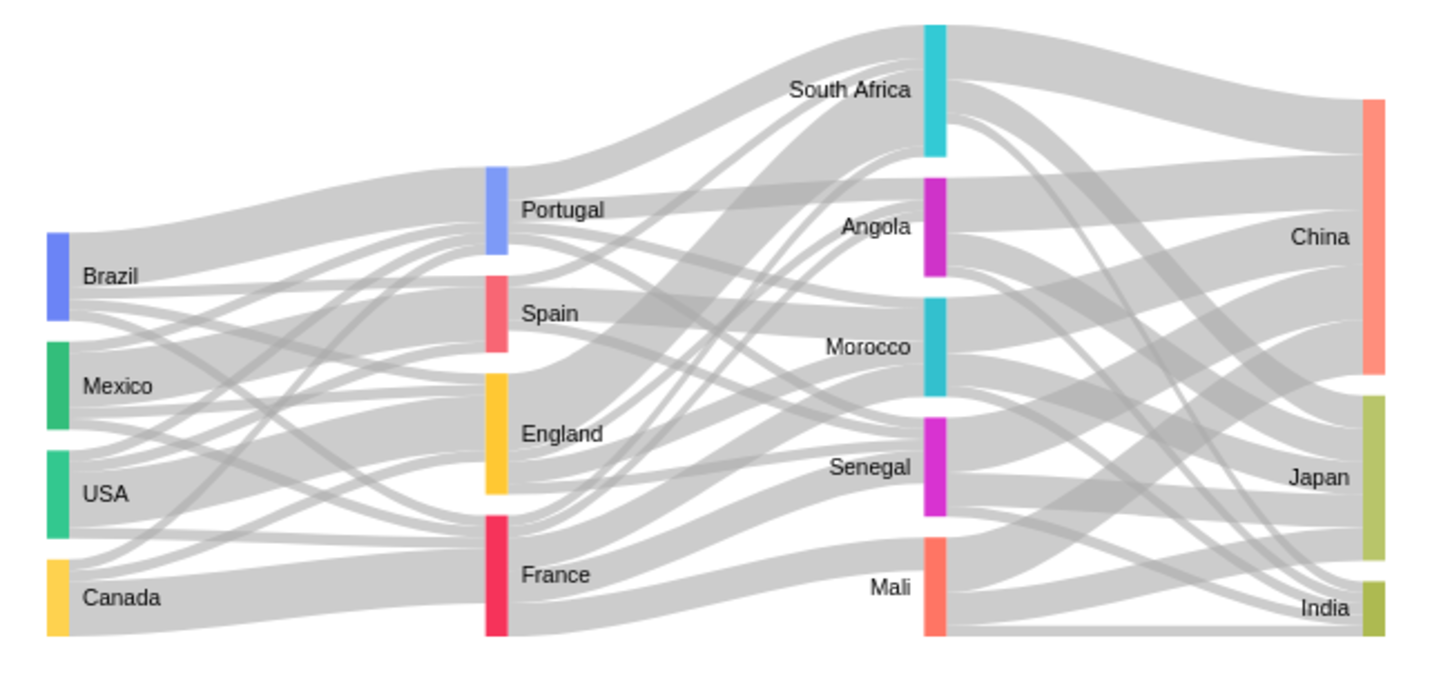 Brazil
Mexico
USA
Canada
Portugal
Spain
England
France
South Africa
Angola
Morocco
Senegal
Mali
China
Japan
India